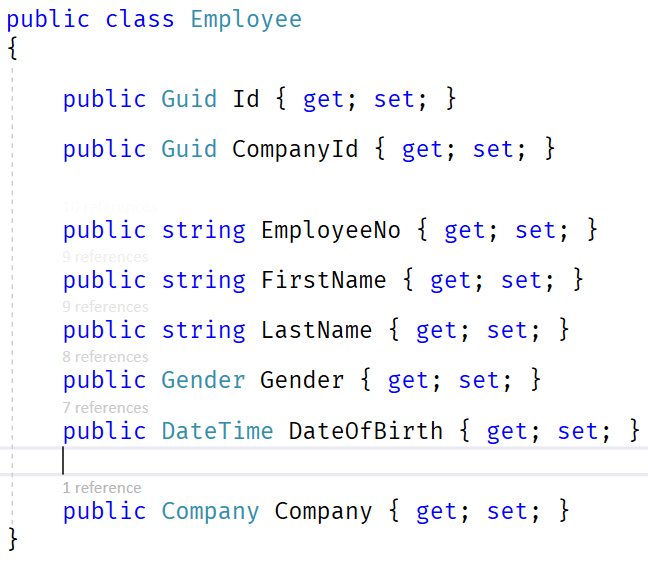 public class Employee
{
public Guid Id { get; set; }
public Guid CompanyId { get; set; }
public string EmployeeNo { get; set; }
9 references
public string FirstName { get; set; }
9 references
public string LastName { get; set; }
8 references
public Gender Gender { get; set; }
7 references
public DateTime DateOfBirth { get; set; }
1 reference
public Company Company { get; set; }
}